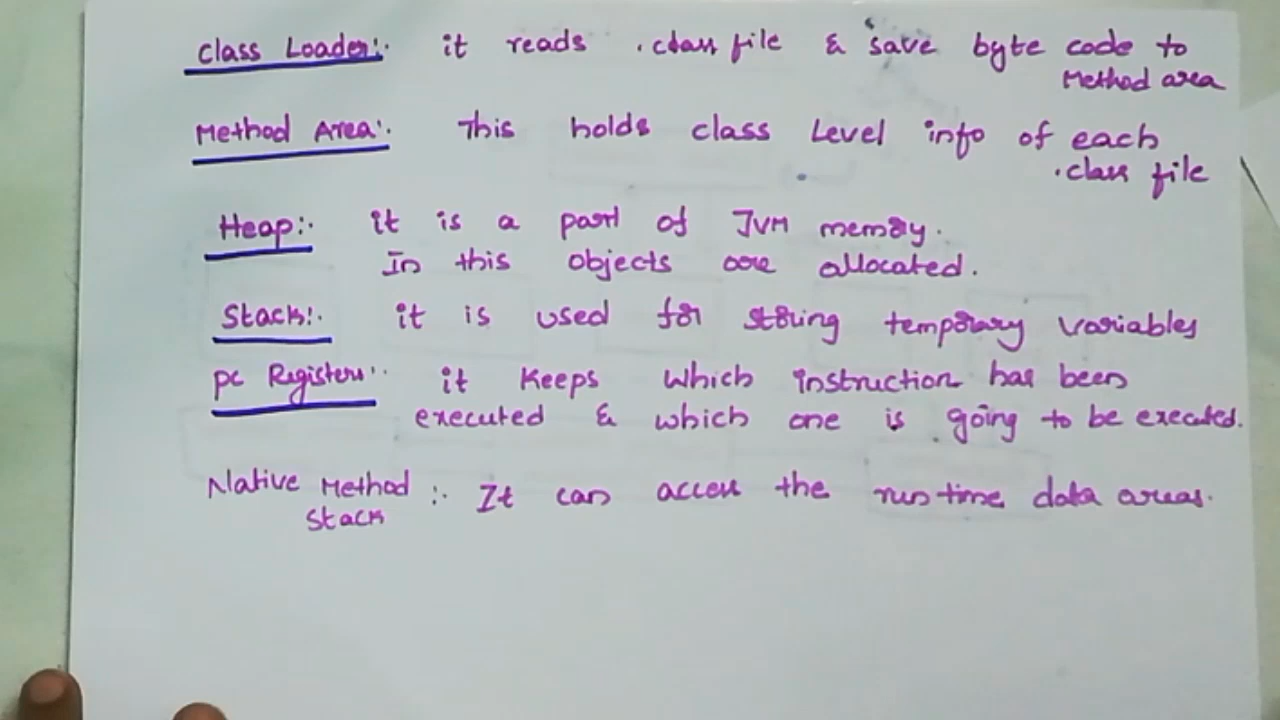 Class Loader:. it reads .class file & save byte code to
Method area
Method Area:. This holds class Level info of each
.class file
Heap:. it is a part of JVM memory.
In this objects are allocated.
Stack:. it is used for storing temporary variables
pc Registers:. it keeps which instruction has been
executed & which one is going to be executed.
Native Method :. It can access the runtime data areas.
Stack